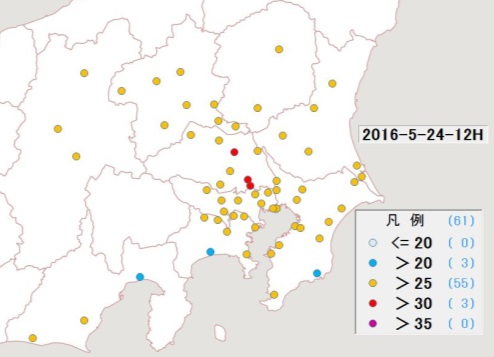 2016-5-24-12H
凡 例 (61)
<= 20 ( 0)
> 20 ( 3)
> 25 (55)
> 30 ( 3)
> 35 ( 0)